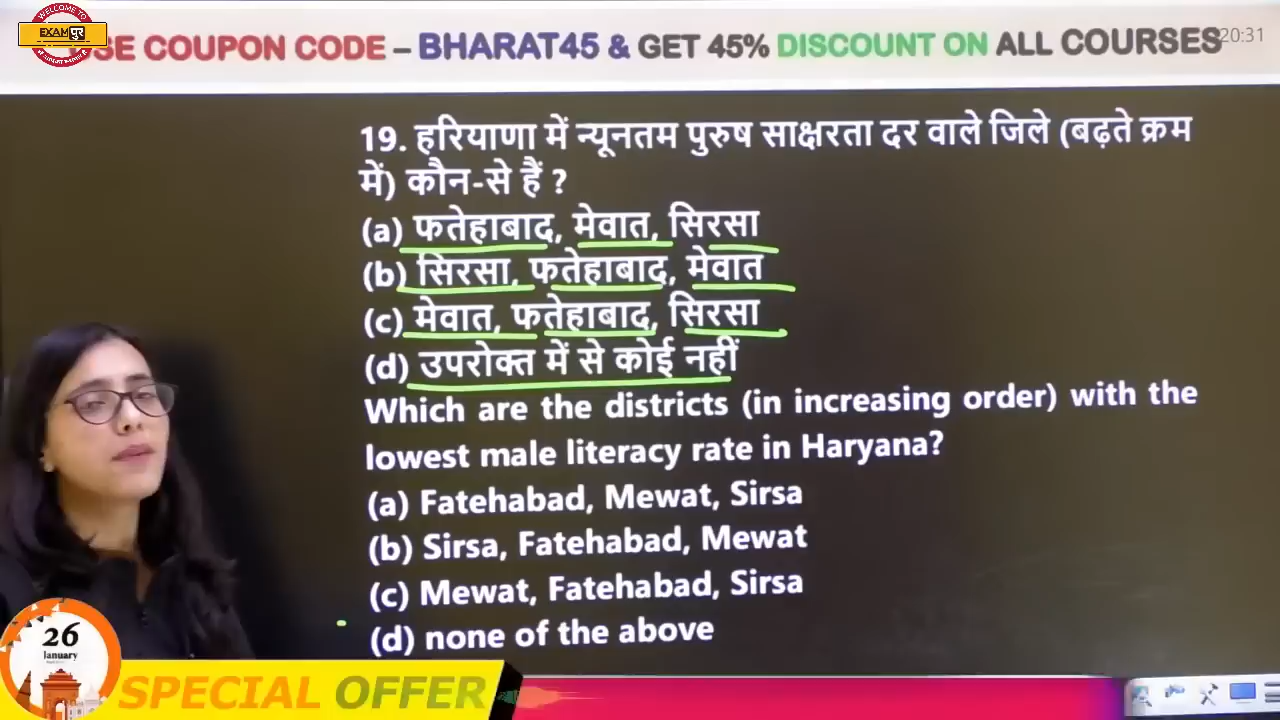 WELCOME TO
EXAM पुर
USE COUPON CODE – BHARAT45 & GET 45% DISCOUNT ON ALL COURSES
20:31
19. हरियाणा में न्यूनतम पुरुष साक्षरता दर वाले जिले (बढ़ते क्रम
में) कौन-से हैं ?
(a) फतेहाबाद, मेवात, सिरसा
(b) सिरसा, फतेहाबाद, मेवात
(c) मेवात, फतेहाबाद, सिरसा
(d) उपरोक्त में से कोई नहीं
Which are the districts (in increasing order) with the
lowest male literacy rate in Haryana?
(a) Fatehabad, Mewat, Sirsa
(b) Sirsa, Fatehabad, Mewat
(c) Mewat, Fatehabad, Sirsa
(d) none of the above
26
January
SPECIAL OFFER